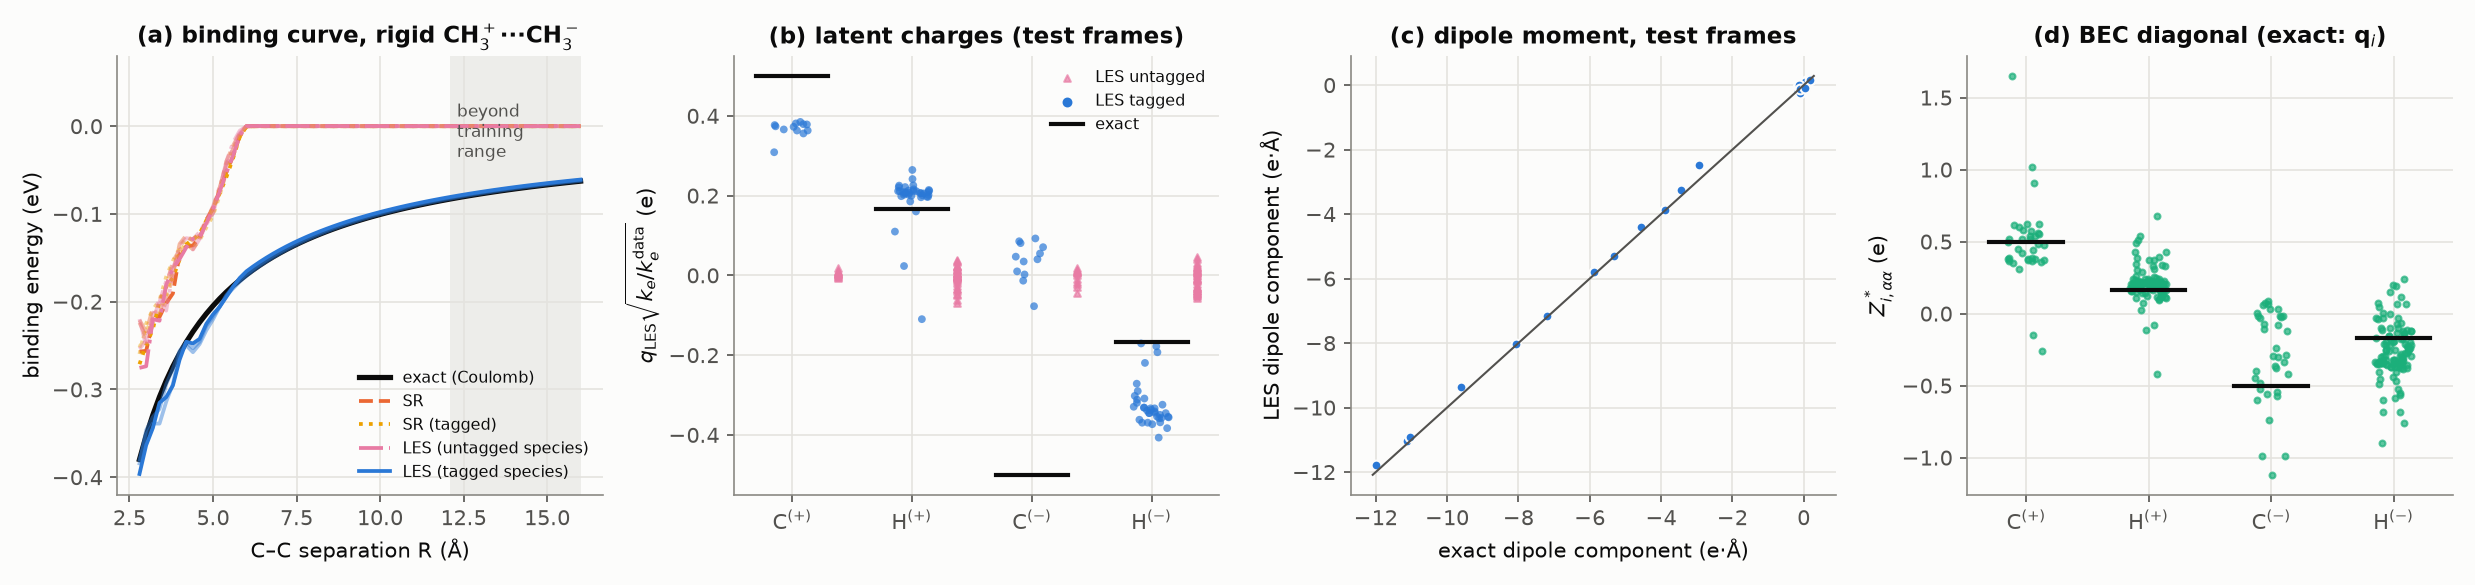 (a) binding curve, rigid CH₃⁺···CH₃⁻
binding energy (eV)
0.0
−0.1
−0.2
−0.3
−0.4
beyond
training
range
exact (Coulomb)
SR
SR (tagged)
LES (untagged species)
LES (tagged species)
2.5 5.0 7.5 10.0 12.5 15.0
C–C separation R (Å)
(b) latent charges (test frames)
q_LES √(k_e/k_e^data) (e)
0.4
0.2
0.0
−0.2
−0.4
LES untagged
LES tagged
exact
C⁽⁺⁾ H⁽⁺⁾ C⁽⁻⁾ H⁽⁻⁾
(c) dipole moment, test frames
LES dipole component (e·Å)
0
−2
−4
−6
−8
−10
−12
−12 −10 −8 −6 −4 −2 0
exact dipole component (e·Å)
(d) BEC diagonal (exact: qᵢ)
Z*_{i,αα} (e)
1.5
1.0
0.5
0.0
−0.5
−1.0
C⁽⁺⁾ H⁽⁺⁾ C⁽⁻⁾ H⁽⁻⁾